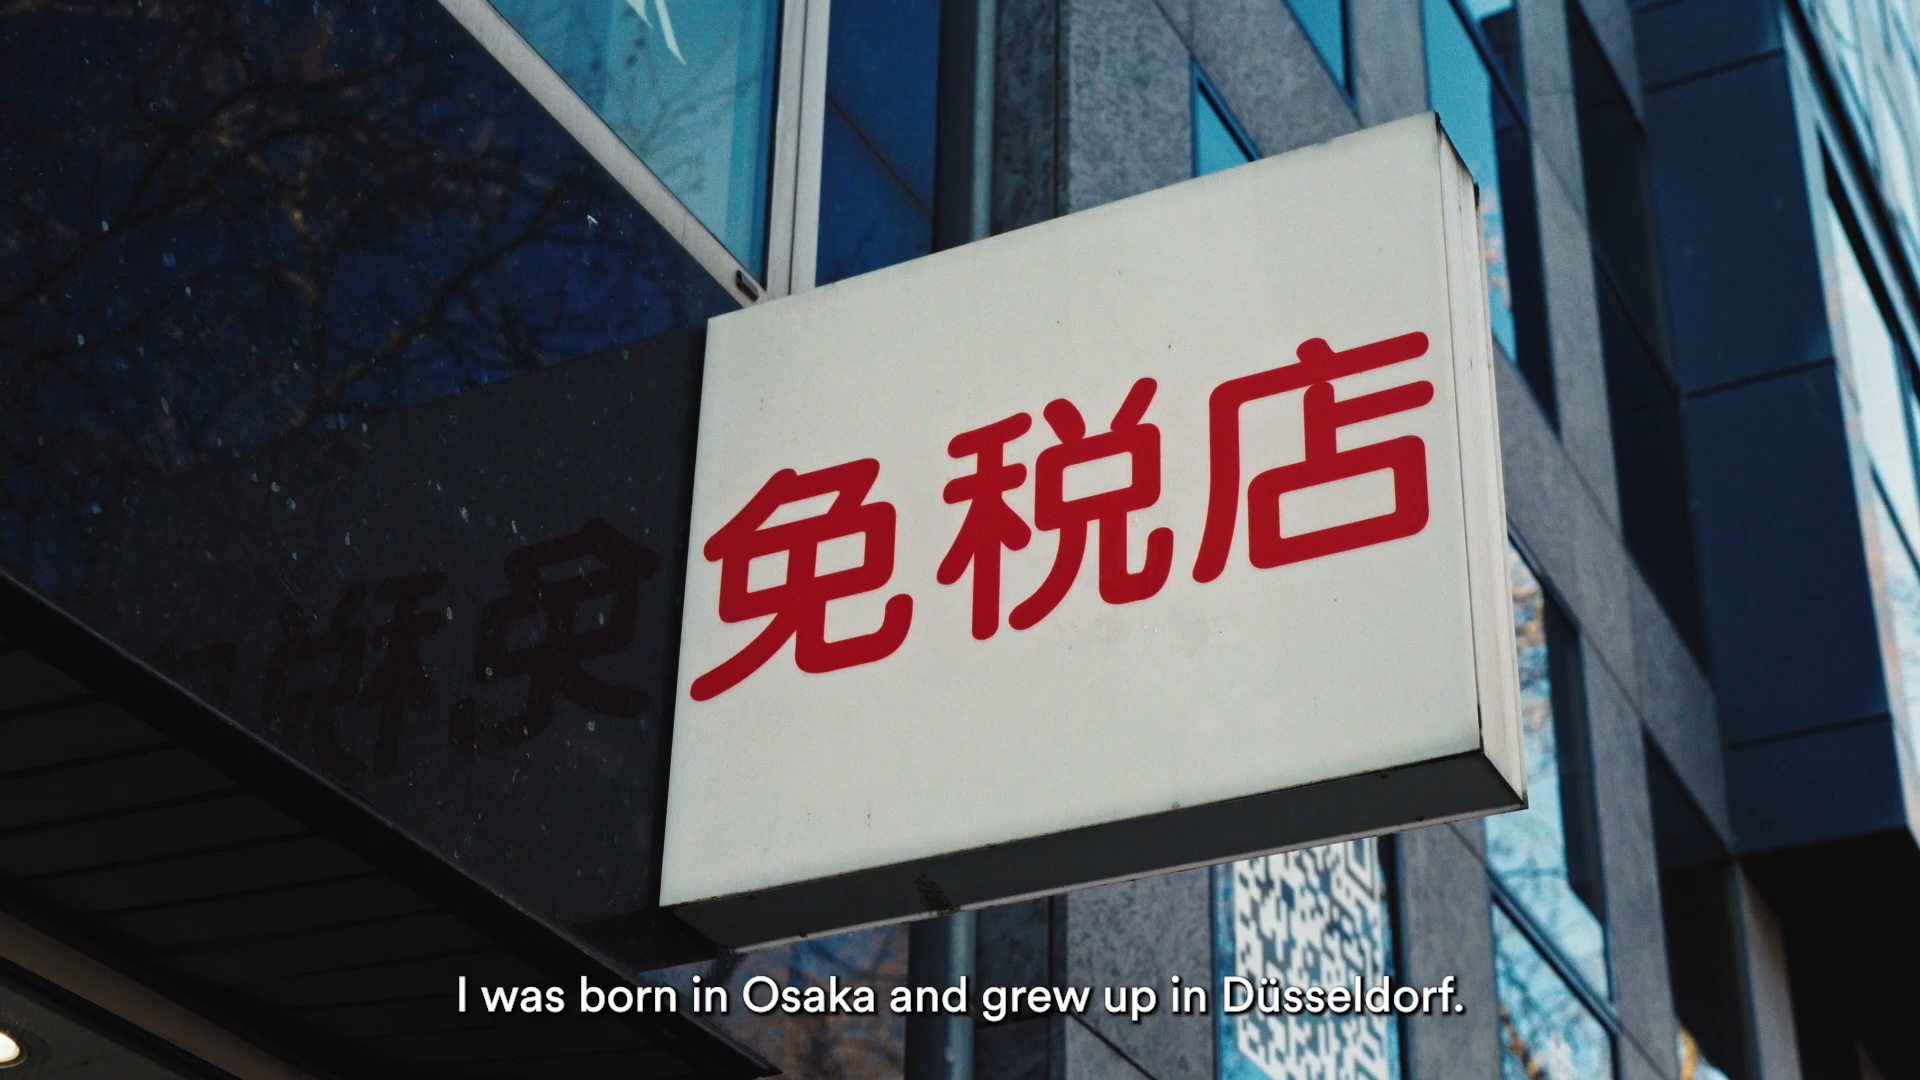 免税店
I was born in Osaka and grew up in Düsseldorf.